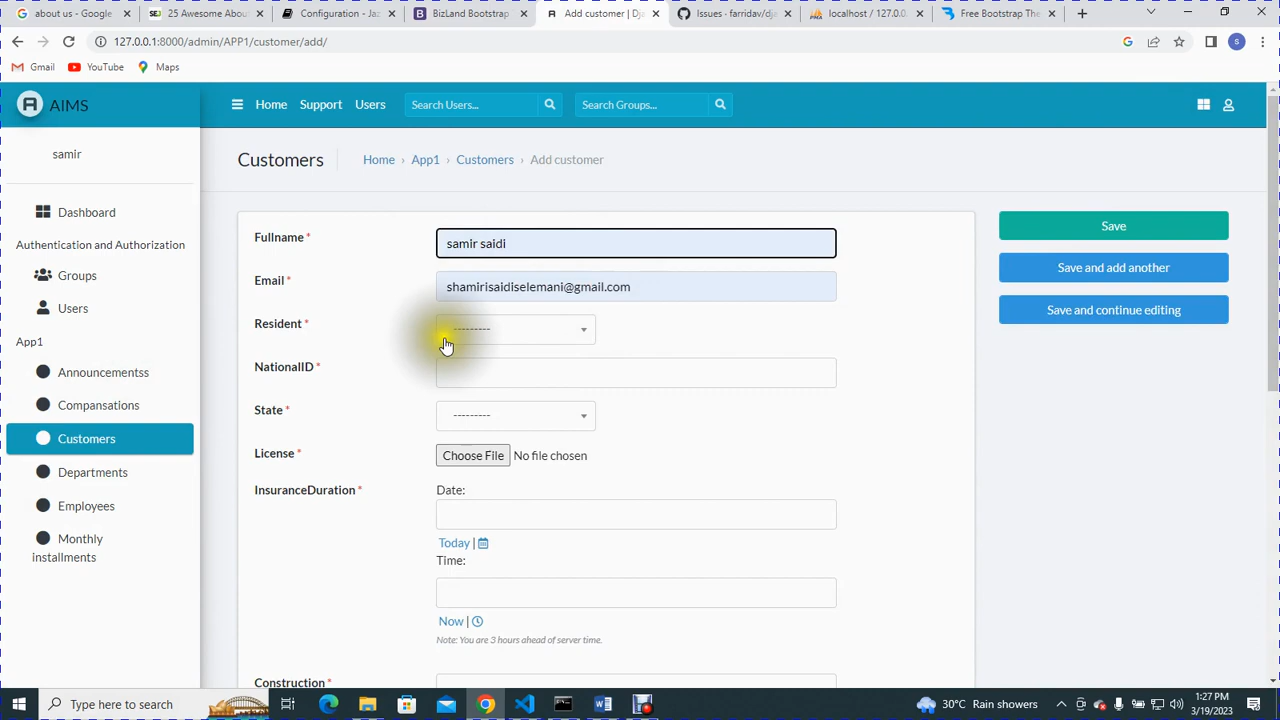 about us - Google
25 Awesome Abo
Configuration - Jaz
BizLand Bootstrap
Add customer | Dj
Issues · farridav/dje
localhost / 127.0.0
Free Bootstrap The
127.0.0.1:8000/admin/APP1/customer/add/
S
Gmail
YouTube
Maps
AIMS
Home
Support
Users
Search Users...
Search Groups...
samir
Customers
Home › App1 › Customers › Add customer
Dashboard
Authentication and Authorization
Groups
Users
App1
Announcementss
Compansations
Customers
Departments
Employees
Monthly
installments
Fullname*
samir saidi
Email*
shamirisaidiselemani@gmail.com
Resident*
---------
NationalID*
State*
---------
License*
Choose File No file chosen
InsuranceDuration*
Date:
Today |
Time:
Now |
Note: You are 3 hours ahead of server time.
Construction
Save
Save and add another
Save and continue editing
Type here to search
30°C Rain showers
1:27 PM
3/19/2023